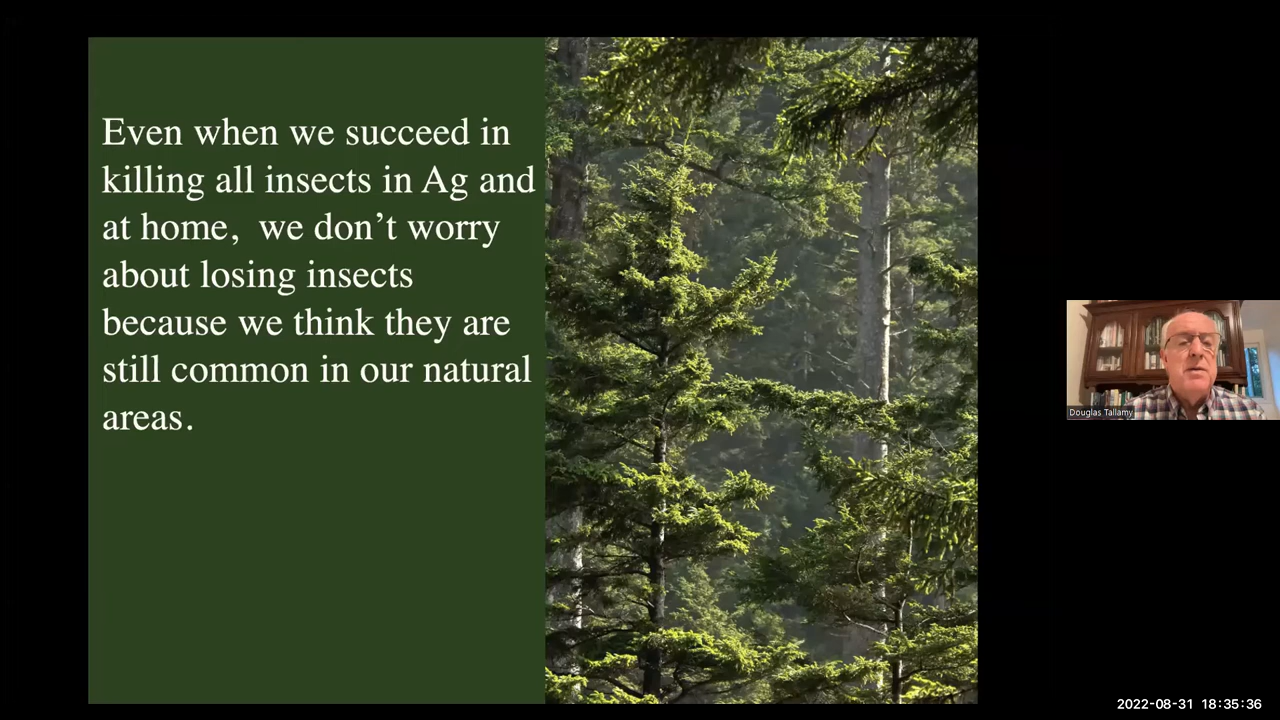 Even when we succeed in
killing all insects in Ag and
at home,  we don’t worry
about losing insects
because we think they are
still common in our natural
areas.
Douglas Tallamy
2022-08-31 18:35:36